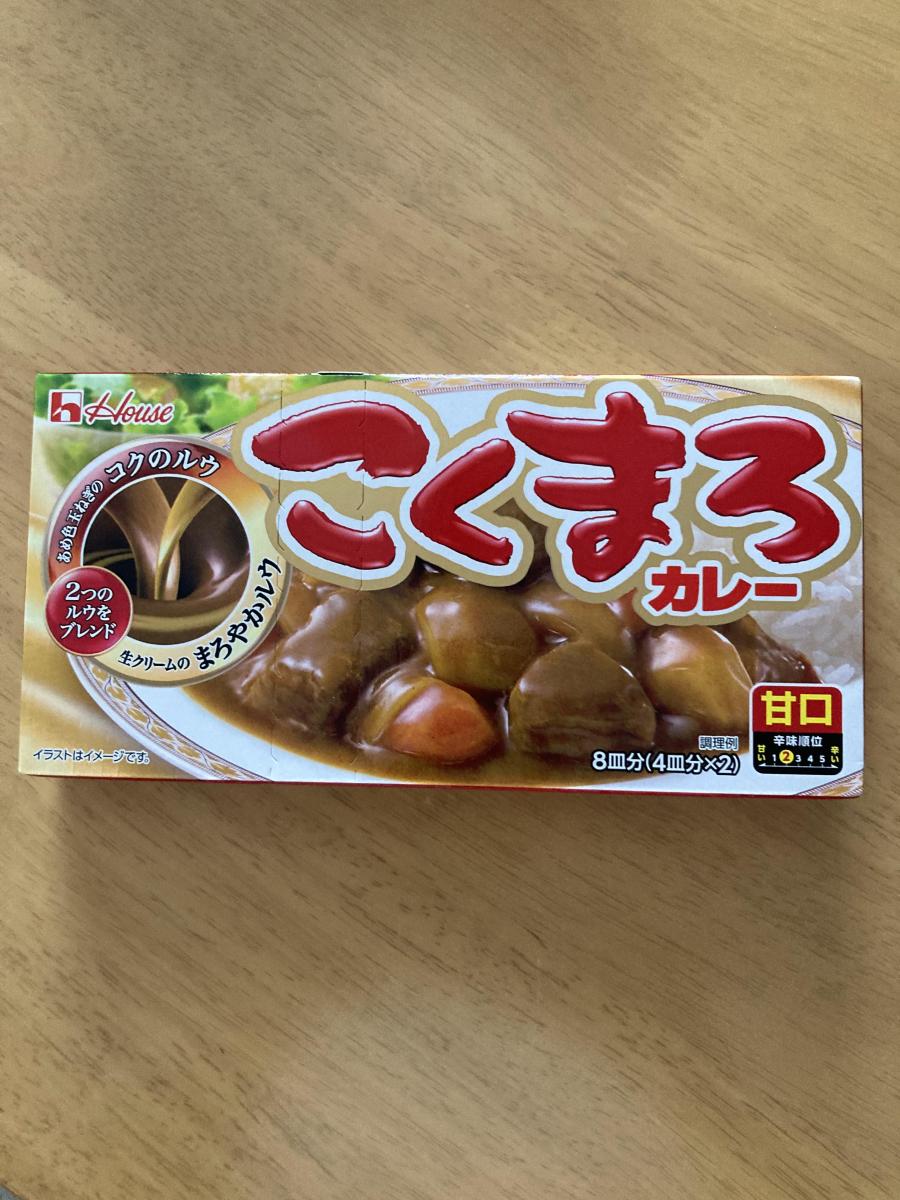 House
こくまろ
カレー
あめ色玉ねぎの コクのルウ
2つの
ルウを
ブレンド
生クリームの まろやかルウ
イラストはイメージです。
調理例
8皿分(4皿分×2)
甘口
辛味順位
甘い 1 2 3 4 5 辛い